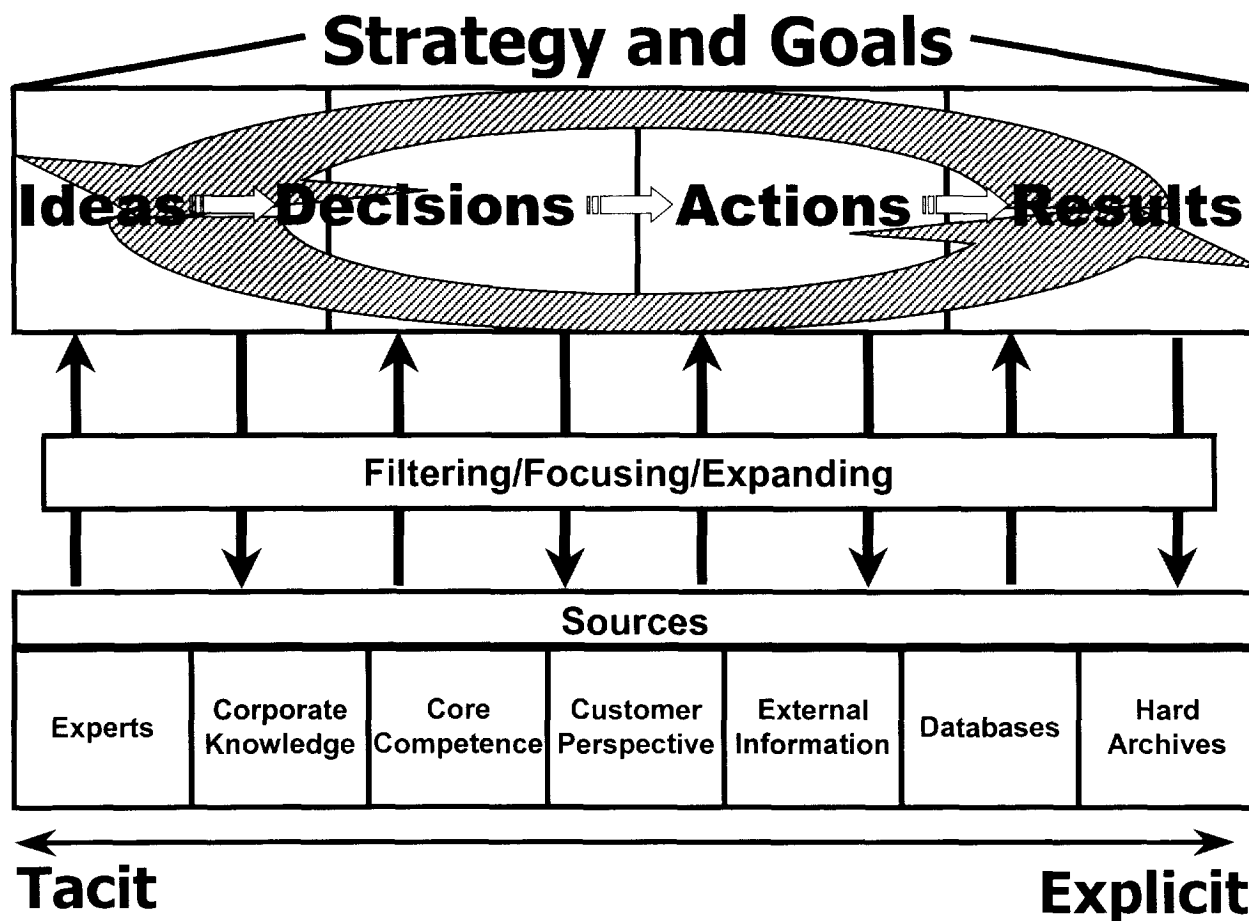 Strategy and Goals
Ideas Decisions Actions Results
Filtering/Focusing/Expanding
Sources
Experts
Corporate
Knowledge
Core
Competence
Customer
Perspective
External
Information
Databases
Hard
Archives
Tacit
Explicit